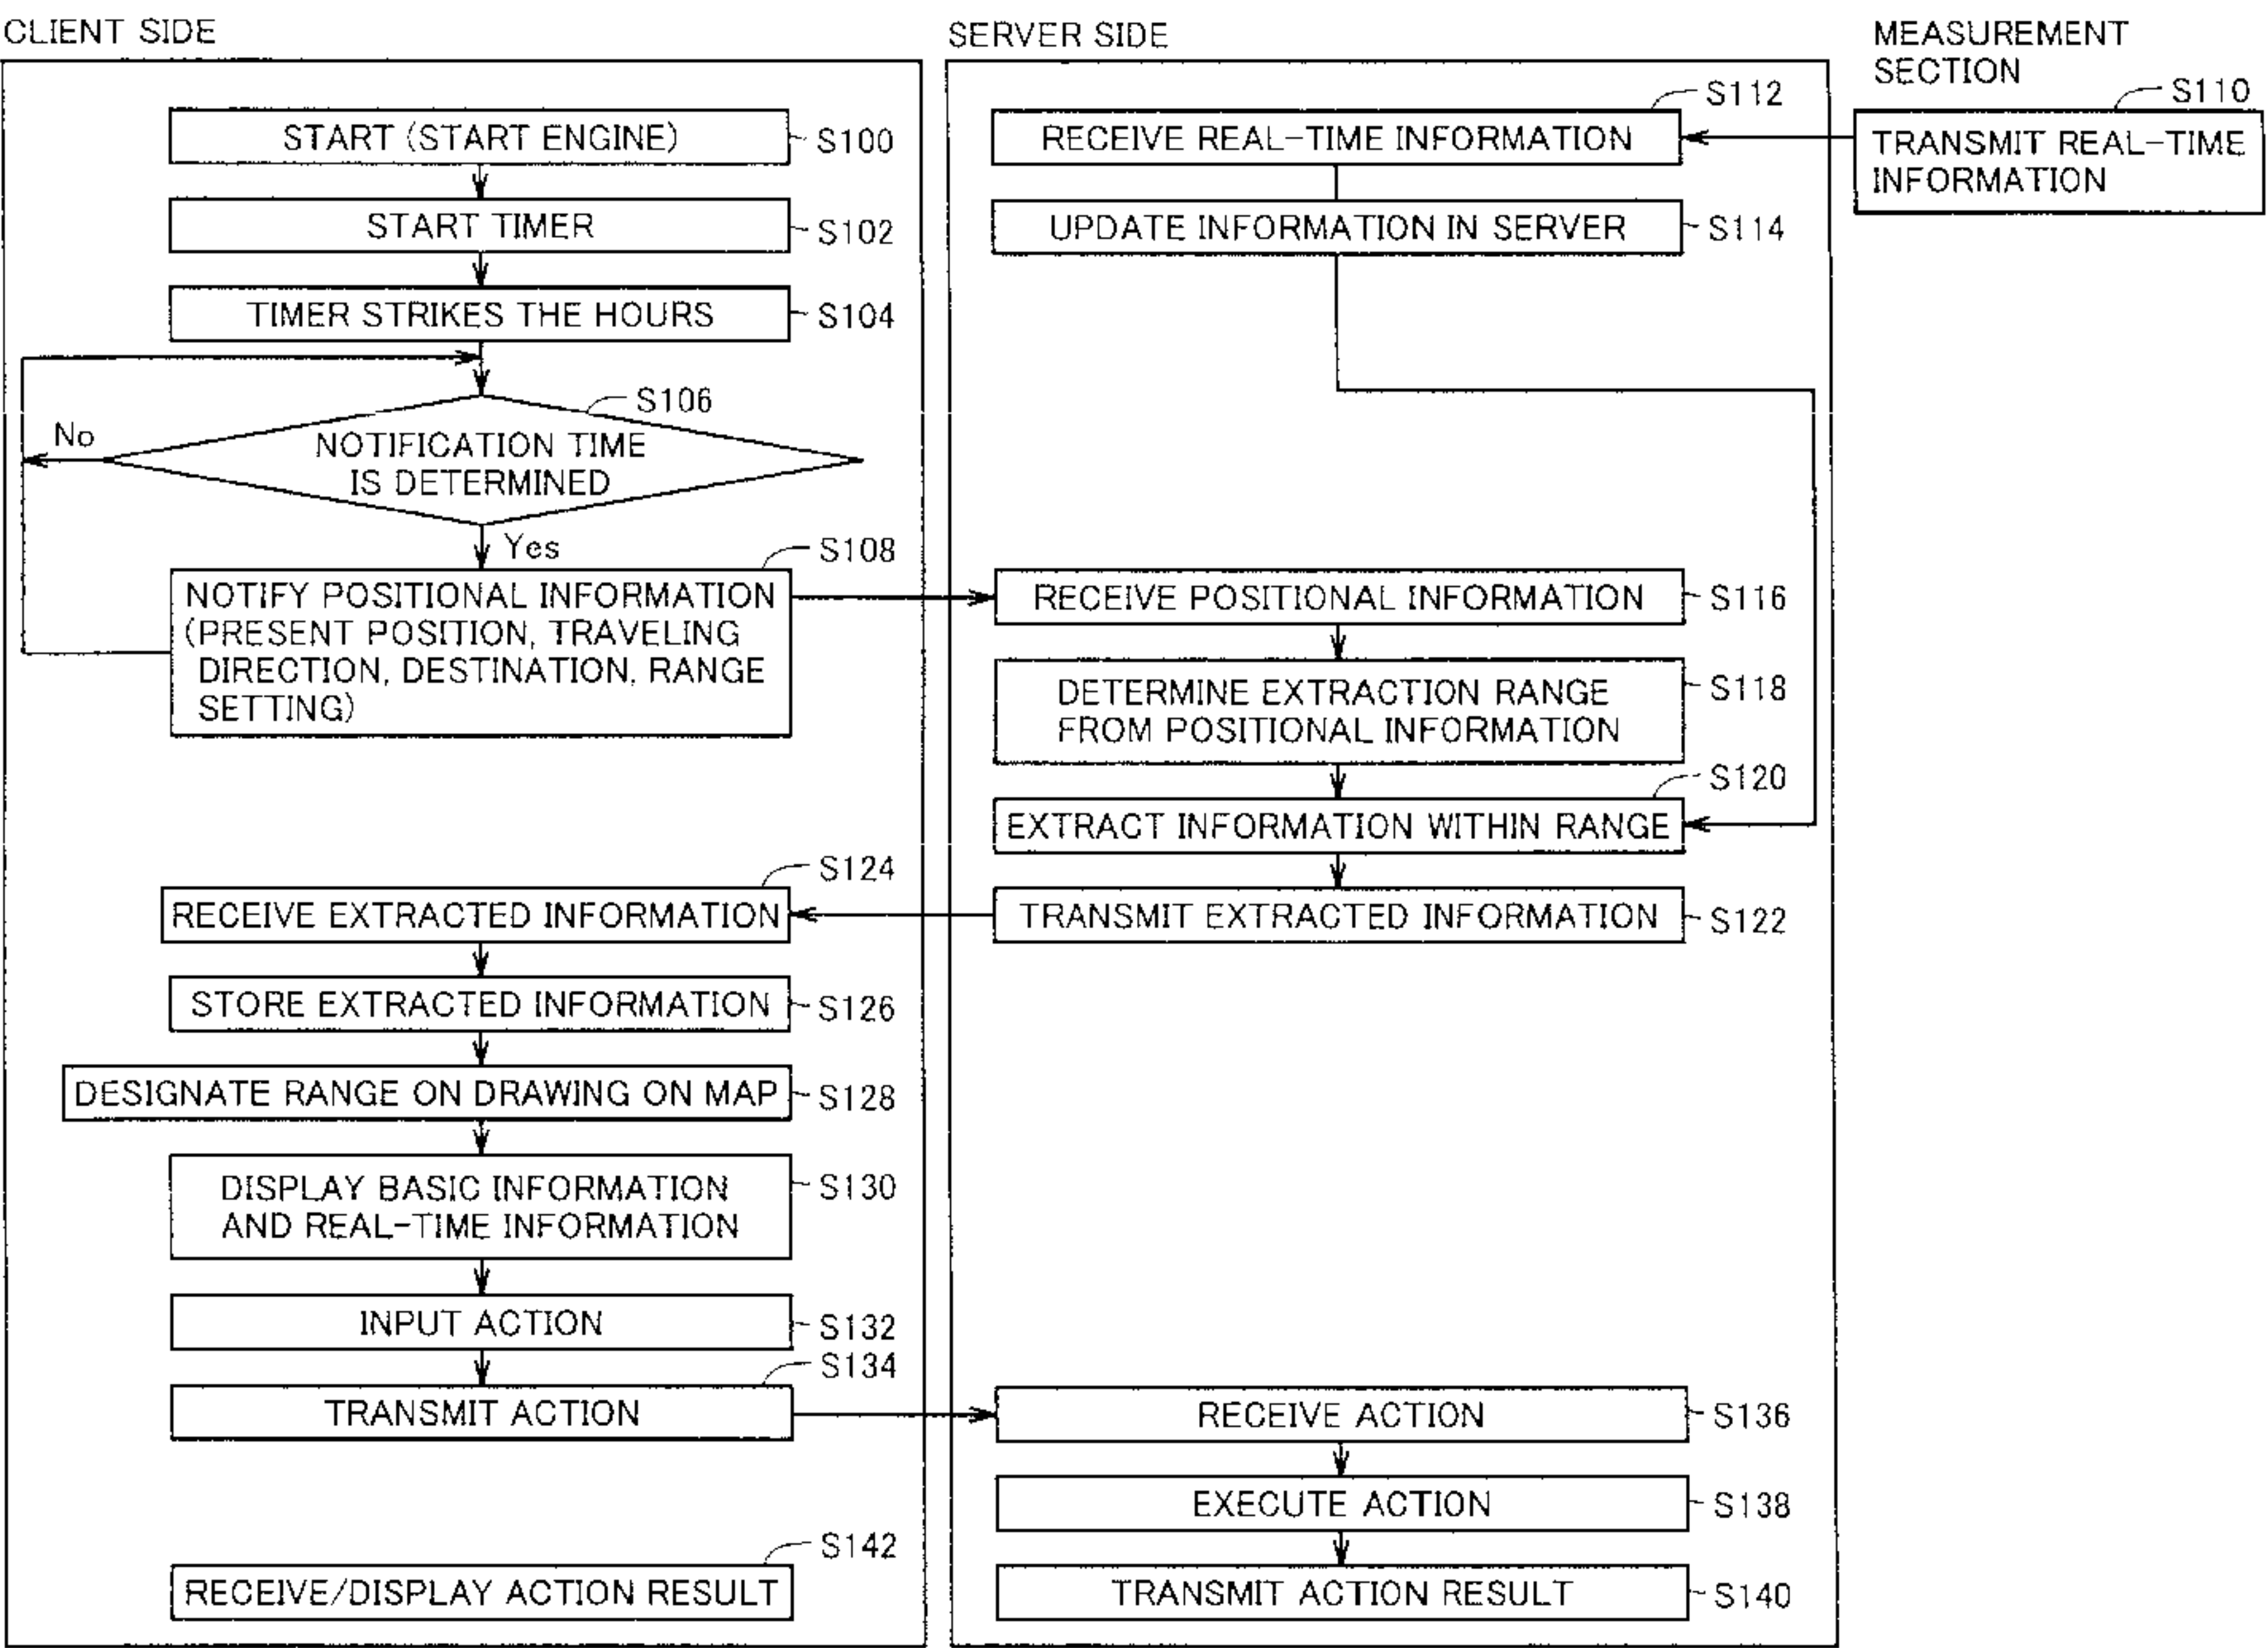 CLIENT SIDE
START (START ENGINE)
S100
START TIMER
S102
TIMER STRIKES THE HOURS
S104
S106
No
NOTIFICATION TIME
IS DETERMINED
Yes
S108
NOTIFY POSITIONAL INFORMATION
(PRESENT POSITION, TRAVELING
DIRECTION, DESTINATION, RANGE
SETTING)
S124
RECEIVE EXTRACTED INFORMATION
STORE EXTRACTED INFORMATION
S126
DESIGNATE RANGE ON DRAWING ON MAP
S128
DISPLAY BASIC INFORMATION
AND REAL-TIME INFORMATION
S130
INPUT ACTION
S132
S134
TRANSMIT ACTION
S142
RECEIVE/DISPLAY ACTION RESULT
SERVER SIDE
S112
RECEIVE REAL-TIME INFORMATION
UPDATE INFORMATION IN SERVER
S114
RECEIVE POSITIONAL INFORMATION
S116
DETERMINE EXTRACTION RANGE
FROM POSITIONAL INFORMATION
S118
S120
EXTRACT INFORMATION WITHIN RANGE
TRANSMIT EXTRACTED INFORMATION
S122
RECEIVE ACTION
S136
EXECUTE ACTION
S138
TRANSMIT ACTION RESULT
S140
MEASUREMENT
SECTION
S110
TRANSMIT REAL-TIME
INFORMATION